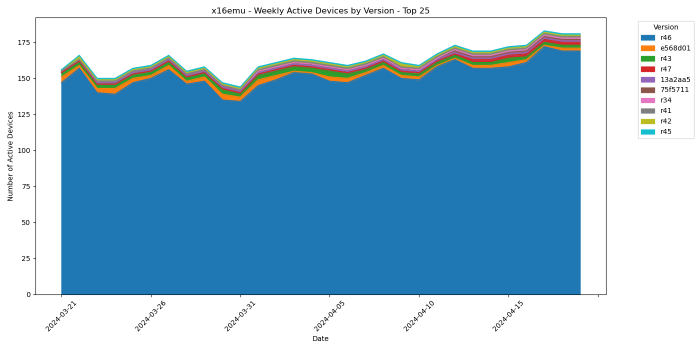 x16emu - Weekly Active Devices by Version - Top 25
Version
r46
e568d01
r43
r47
13a2aa5
75f5711
r34
r41
r42
r45
Number of Active Devices
175
150
125
100
75
50
25
0
2024-03-21
2024-03-26
2024-03-31
2024-04-05
2024-04-10
2024-04-15
Date